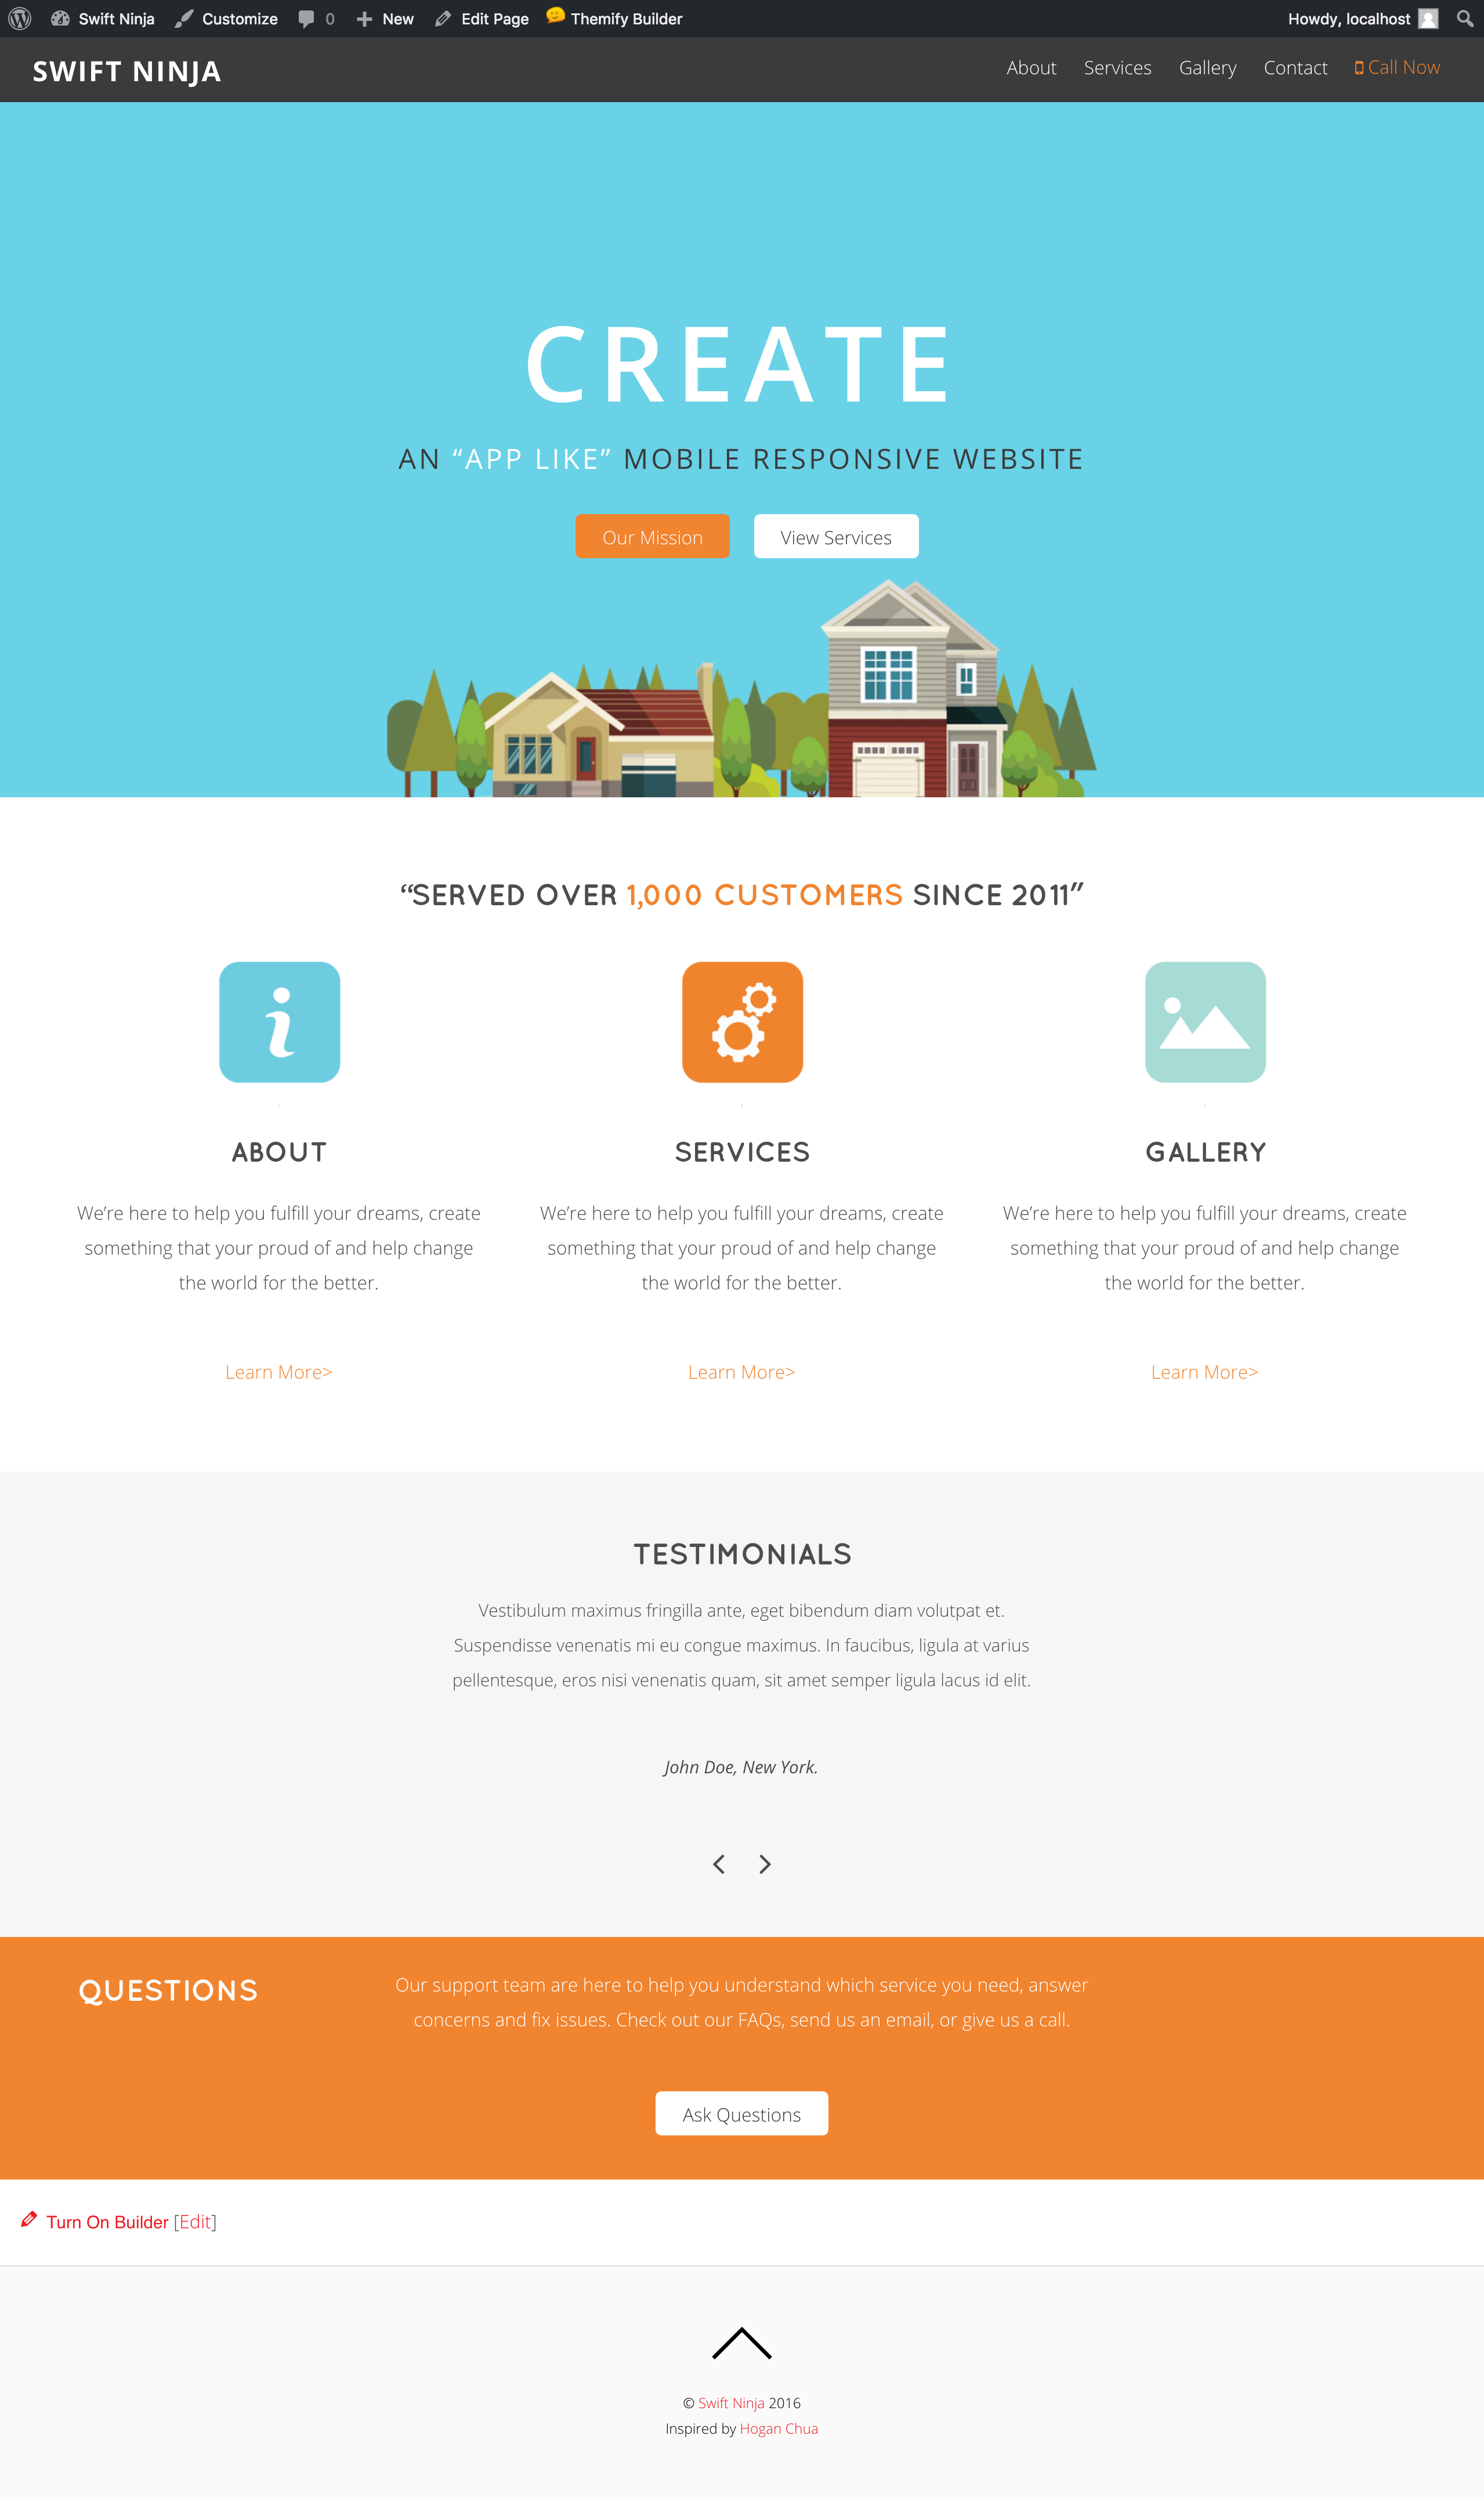 Swift Ninja Customize 0 New Edit Page Themify Builder Howdy, localhost
SWIFT NINJA About Services Gallery Contact Call Now
CREATE
AN “APP LIKE” MOBILE RESPONSIVE WEBSITE
Our Mission View Services
“SERVED OVER 1,000 CUSTOMERS SINCE 2011”
ABOUT
We’re here to help you fulfill your dreams, create
something that your proud of and help change
the world for the better.
Learn More>
SERVICES
We’re here to help you fulfill your dreams, create
something that your proud of and help change
the world for the better.
Learn More>
GALLERY
We’re here to help you fulfill your dreams, create
something that your proud of and help change
the world for the better.
Learn More>
TESTIMONIALS
Vestibulum maximus fringilla ante, eget bibendum diam volutpat et.
Suspendisse venenatis mi eu congue maximus. In faucibus, ligula at varius
pellentesque, eros nisi venenatis quam, sit amet semper ligula lacus id elit.
John Doe, New York.
QUESTIONS
Our support team are here to help you understand which service you need, answer
concerns and fix issues. Check out our FAQs, send us an email, or give us a call.
Ask Questions
Turn On Builder [Edit]
© Swift Ninja 2016
Inspired by Hogan Chua